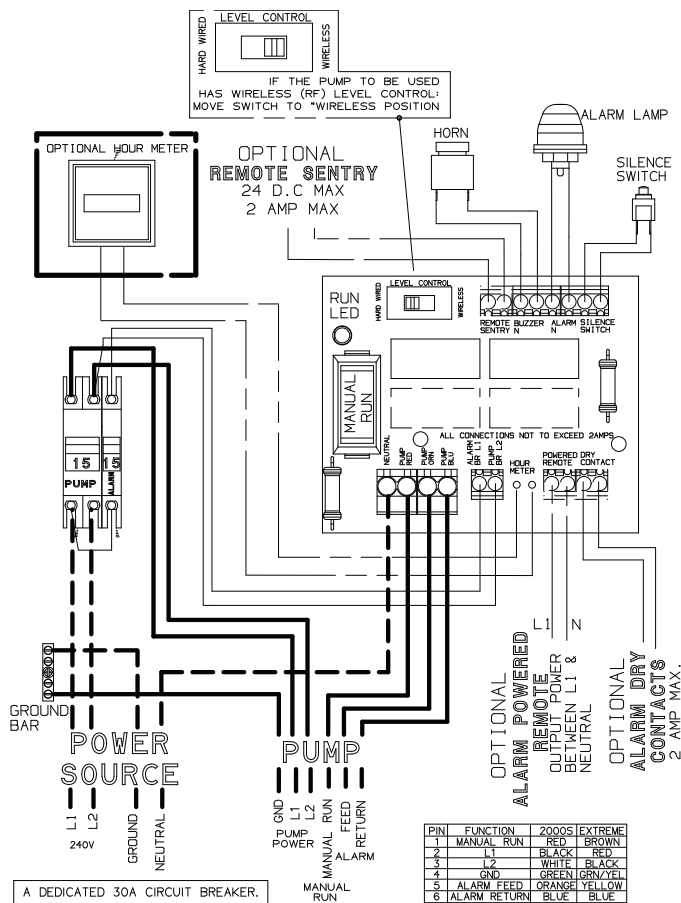 LEVEL CONTROL
HARD WIRED
WIRELESS
IF THE PUMP TO BE USED
HAS WIRELESS (RF) LEVEL CONTROL:
MOVE SWITCH TO "WIRELESS POSITION
OPTIONAL HOUR METER
OPTIONAL
REMOTE SENTRY
24 D.C MAX
2 AMP MAX
HORN
ALARM LAMP
SILENCE
SWITCH
RUN
LED
LEVEL CONTROL
HARD WIRED
WIRELESS
REMOTE BUZZER ALARM SILENCE
SENTRY N N SWITCH
MANUAL
RUN
ALL CONNECTIONS NOT TO EXCEED 2AMPS
NEUTRAL
PUMP
RED
PUMP
ORN
PUMP
BLU
ALARM
BR L1
PUMP
BR L2
HOUR
METER
POWERED DRY
REMOTE CONTACT
15 15
PUMP
ALARM
GROUND
BAR
POWER
SOURCE
L1
L2
240V
GROUND
NEUTRAL
PUMP
GND
L1
L2
PUMP
POWER
MANUAL RUN
MANUAL
RUN
FEED
RETURN
ALARM
L1 N
OPTIONAL
ALARM POWERED
REMOTE
OUTPUT POWER
BETWEEN L1 &
NEUTRAL
OPTIONAL
ALARM DRY
CONTACTS
2 AMP MAX.
PIN FUNCTION 2000S EXTREME
1 MANUAL RUN RED BROWN
2 L1 BLACK RED
3 L2 WHITE BLACK
4 GND GREEN GRN/YEL
5 ALARM FEED ORANGE YELLOW
6 ALARM RETURN BLUE BLUE
A DEDICATED 30A CIRCUIT BREAKER.